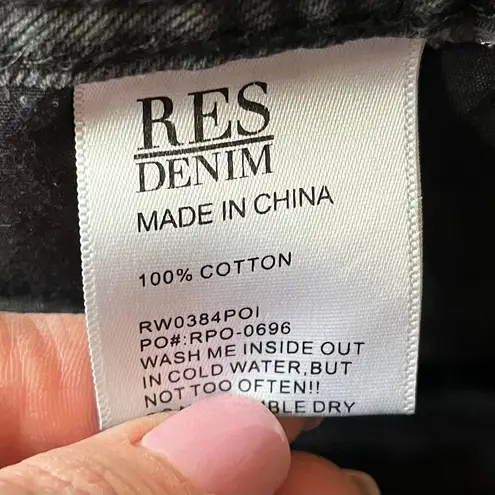 RES
DENIM
MADE IN CHINA
100% COTTON
RW0384POI
PO#:RPO-0696
WASH ME INSIDE OUT
IN COLD WATER,BUT
NOT TOO OFTEN!!
DRY